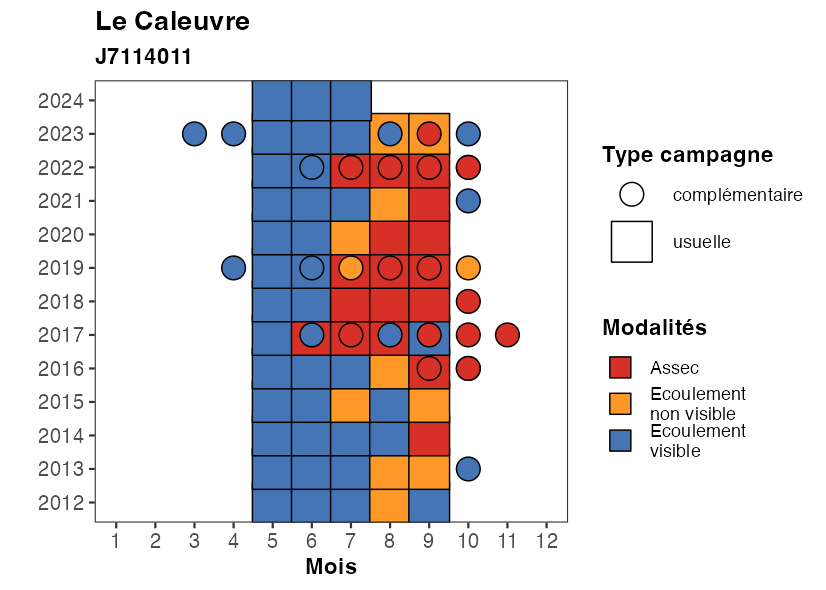 Le Caleuvre
J7114011
2024
2023
2022
2021
2020
2019
2018
2017
2016
2015
2014
2013
2012
1 2 3 4 5 6 7 8 9 10 11 12
Mois
Type campagne
complémentaire
usuelle
Modalités
Assec
Ecoulement
non visible
Ecoulement
visible